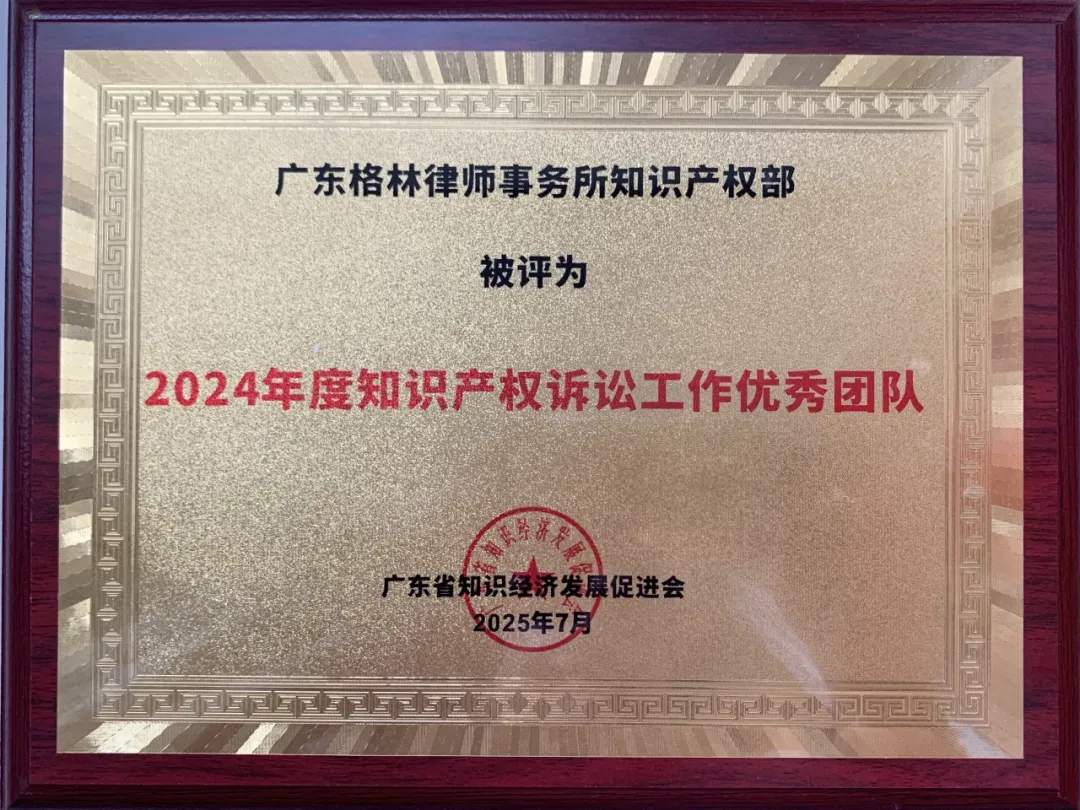 广东格林律师事务所知识产权部
被评为
2024年度知识产权诉讼工作优秀团队
广东省知识经济发展促进会
2025年7月